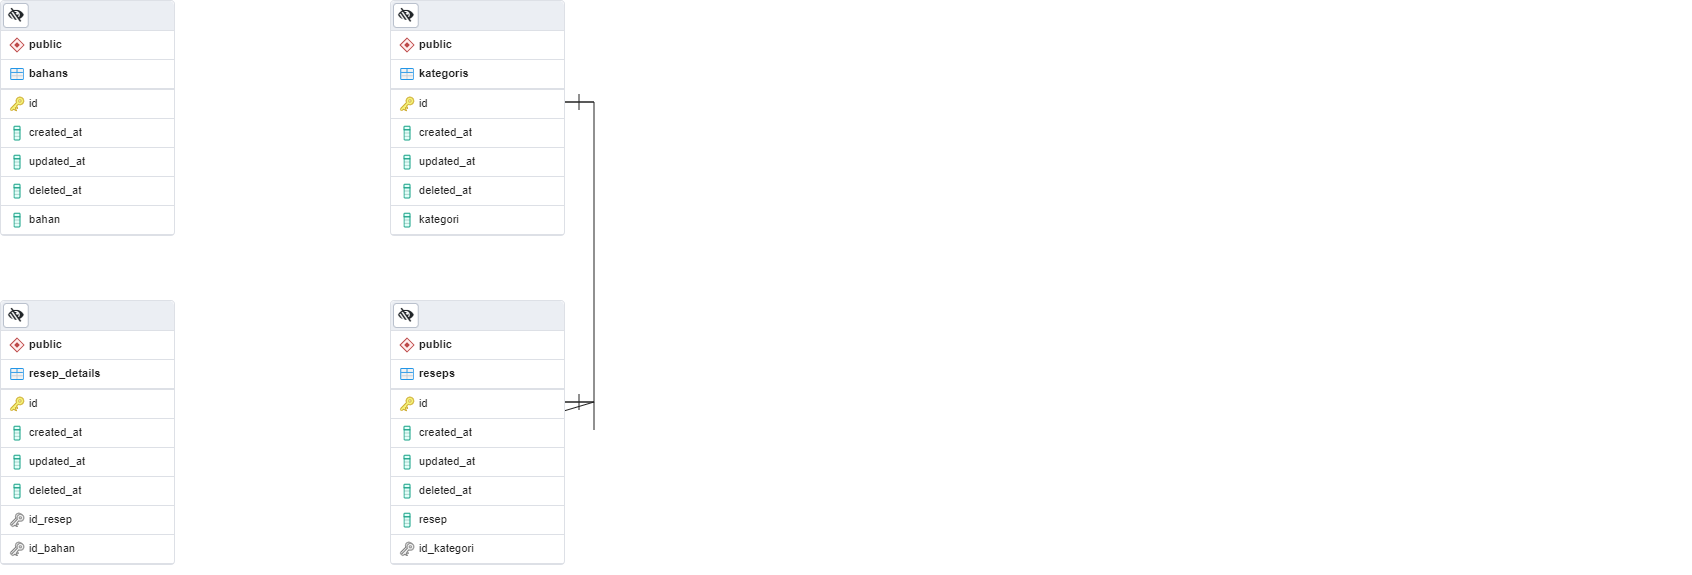 public
bahans
id
created_at
updated_at
deleted_at
bahan
public
kategoris
id
created_at
updated_at
deleted_at
kategori
public
resep_details
id
created_at
updated_at
deleted_at
id_resep
id_bahan
public
reseps
id
created_at
updated_at
deleted_at
resep
id_kategori